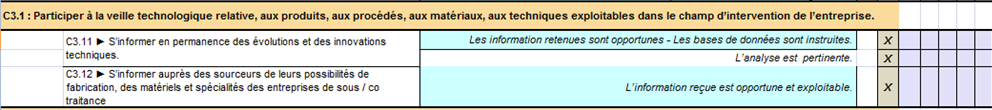 C3.1 : Participer à la veille technologique relative, aux produits, aux procédés, aux matériaux, aux techniques exploitables dans le champ d'intervention de l'entreprise.
C3.11 ► S'informer en permanence des évolutions et des innovations
techniques.
Les information retenues sont opportunes - Les bases de données sont instruites.
X
L'analyse est pertinente.
X
C3.12 ► S'informer auprès des sourceurs de leurs possibilités de
fabrication, des matériels et spécialités des entreprises de sous / co
traitance
L'information reçue est opportune et exploitable.
X